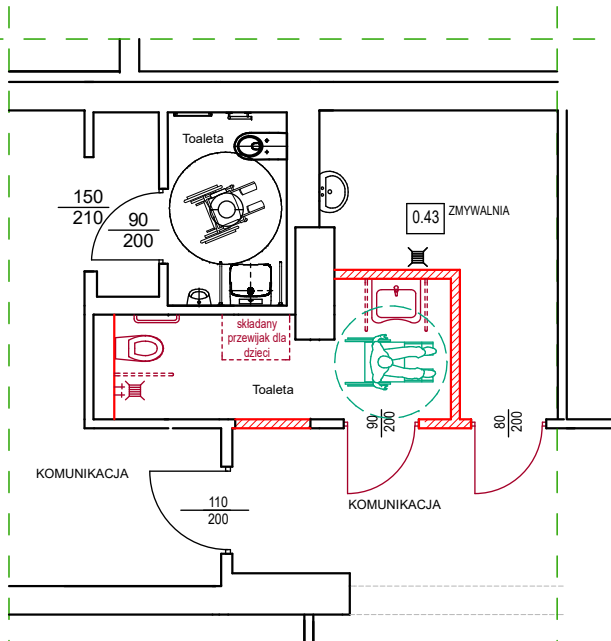 Toaleta
150
210
90
200
0.43
ZMYWALNIA
składany
przewijak dla
dzieci
Toaleta
90
200
80
200
KOMUNIKACJA
110
200
KOMUNIKACJA